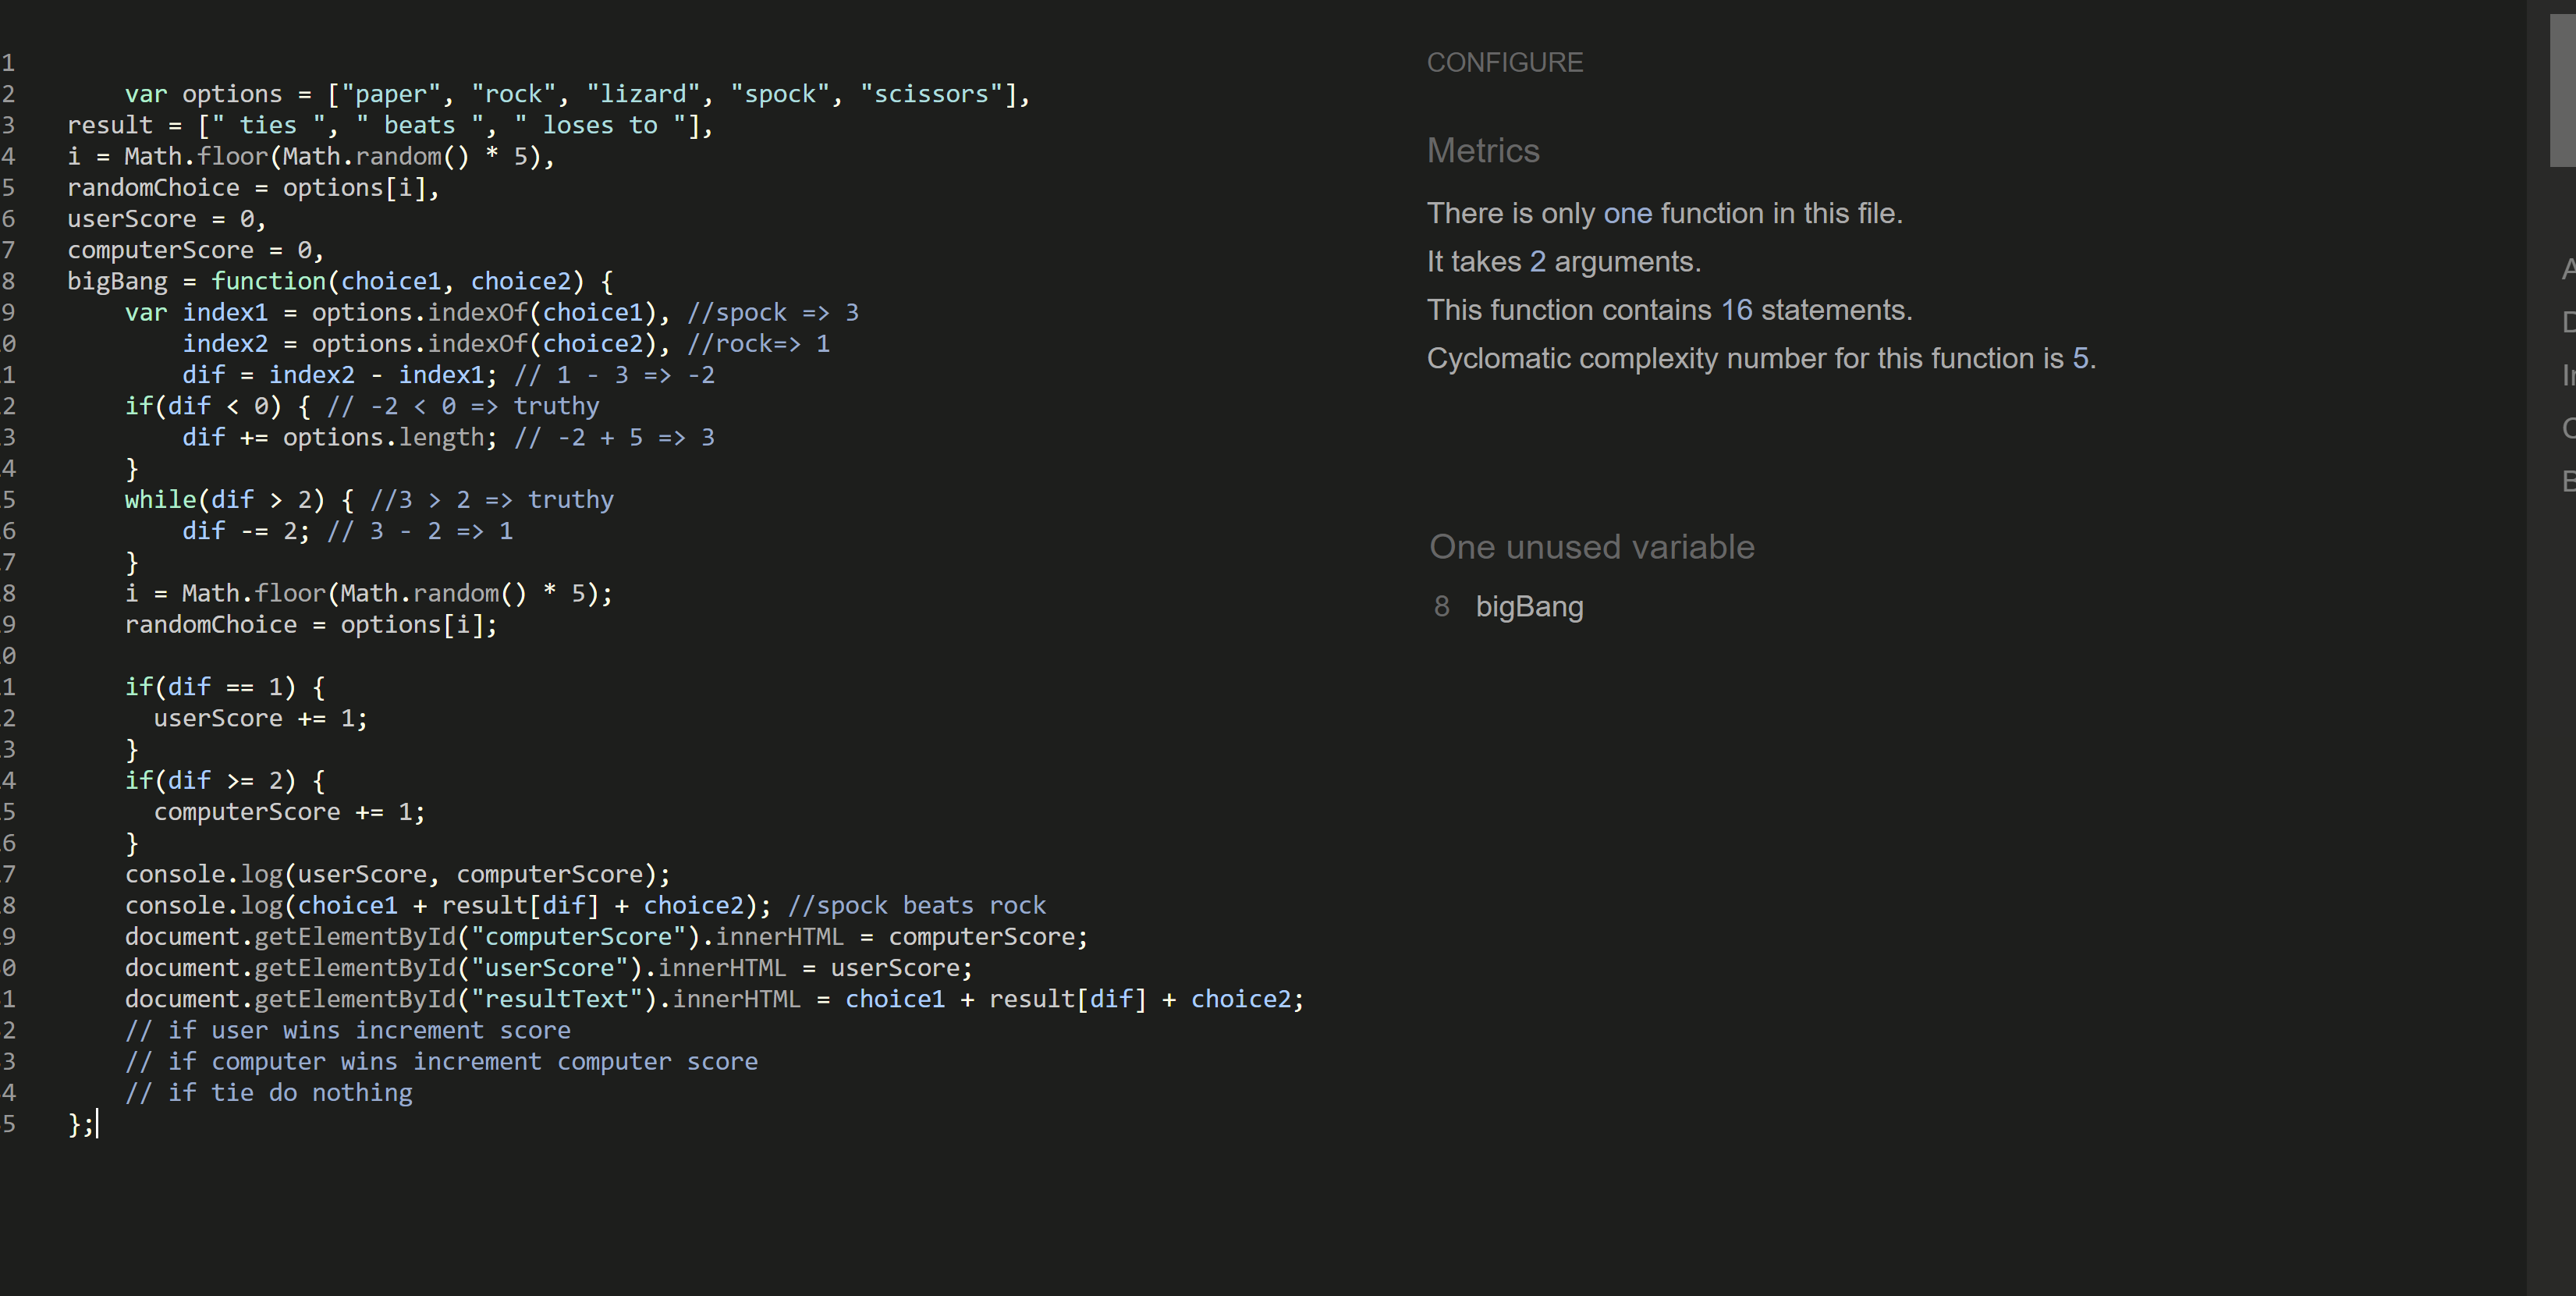 1
2 var options = ["paper", "rock", "lizard", "spock", "scissors"],
3 result = [" ties ", " beats ", " loses to "],
4 i = Math.floor(Math.random() * 5),
5 randomChoice = options[i],
6 userScore = 0,
7 computerScore = 0,
8 bigBang = function(choice1, choice2) {
9 var index1 = options.indexOf(choice1), //spock => 3
0 index2 = options.indexOf(choice2), //rock=> 1
1 dif = index2 - index1; // 1 - 3 => -2
2 if(dif < 0) { // -2 < 0 => truthy
3 dif += options.length; // -2 + 5 => 3
4 }
5 while(dif > 2) { //3 > 2 => truthy
6 dif -= 2; // 3 - 2 => 1
7 }
8 i = Math.floor(Math.random() * 5);
9 randomChoice = options[i];
0
1 if(dif == 1) {
2 userScore += 1;
3 }
4 if(dif >= 2) {
5 computerScore += 1;
6 }
7 console.log(userScore, computerScore);
8 console.log(choice1 + result[dif] + choice2); //spock beats rock
9 document.getElementById("computerScore").innerHTML = computerScore;
0 document.getElementById("userScore").innerHTML = userScore;
1 document.getElementById("resultText").innerHTML = choice1 + result[dif] + choice2;
2 // if user wins increment score
3 // if computer wins increment computer score
4 // if tie do nothing
5 };
CONFIGURE
Metrics
There is only one function in this file.
It takes 2 arguments.
This function contains 16 statements.
Cyclomatic complexity number for this function is 5.
One unused variable
8 bigBang